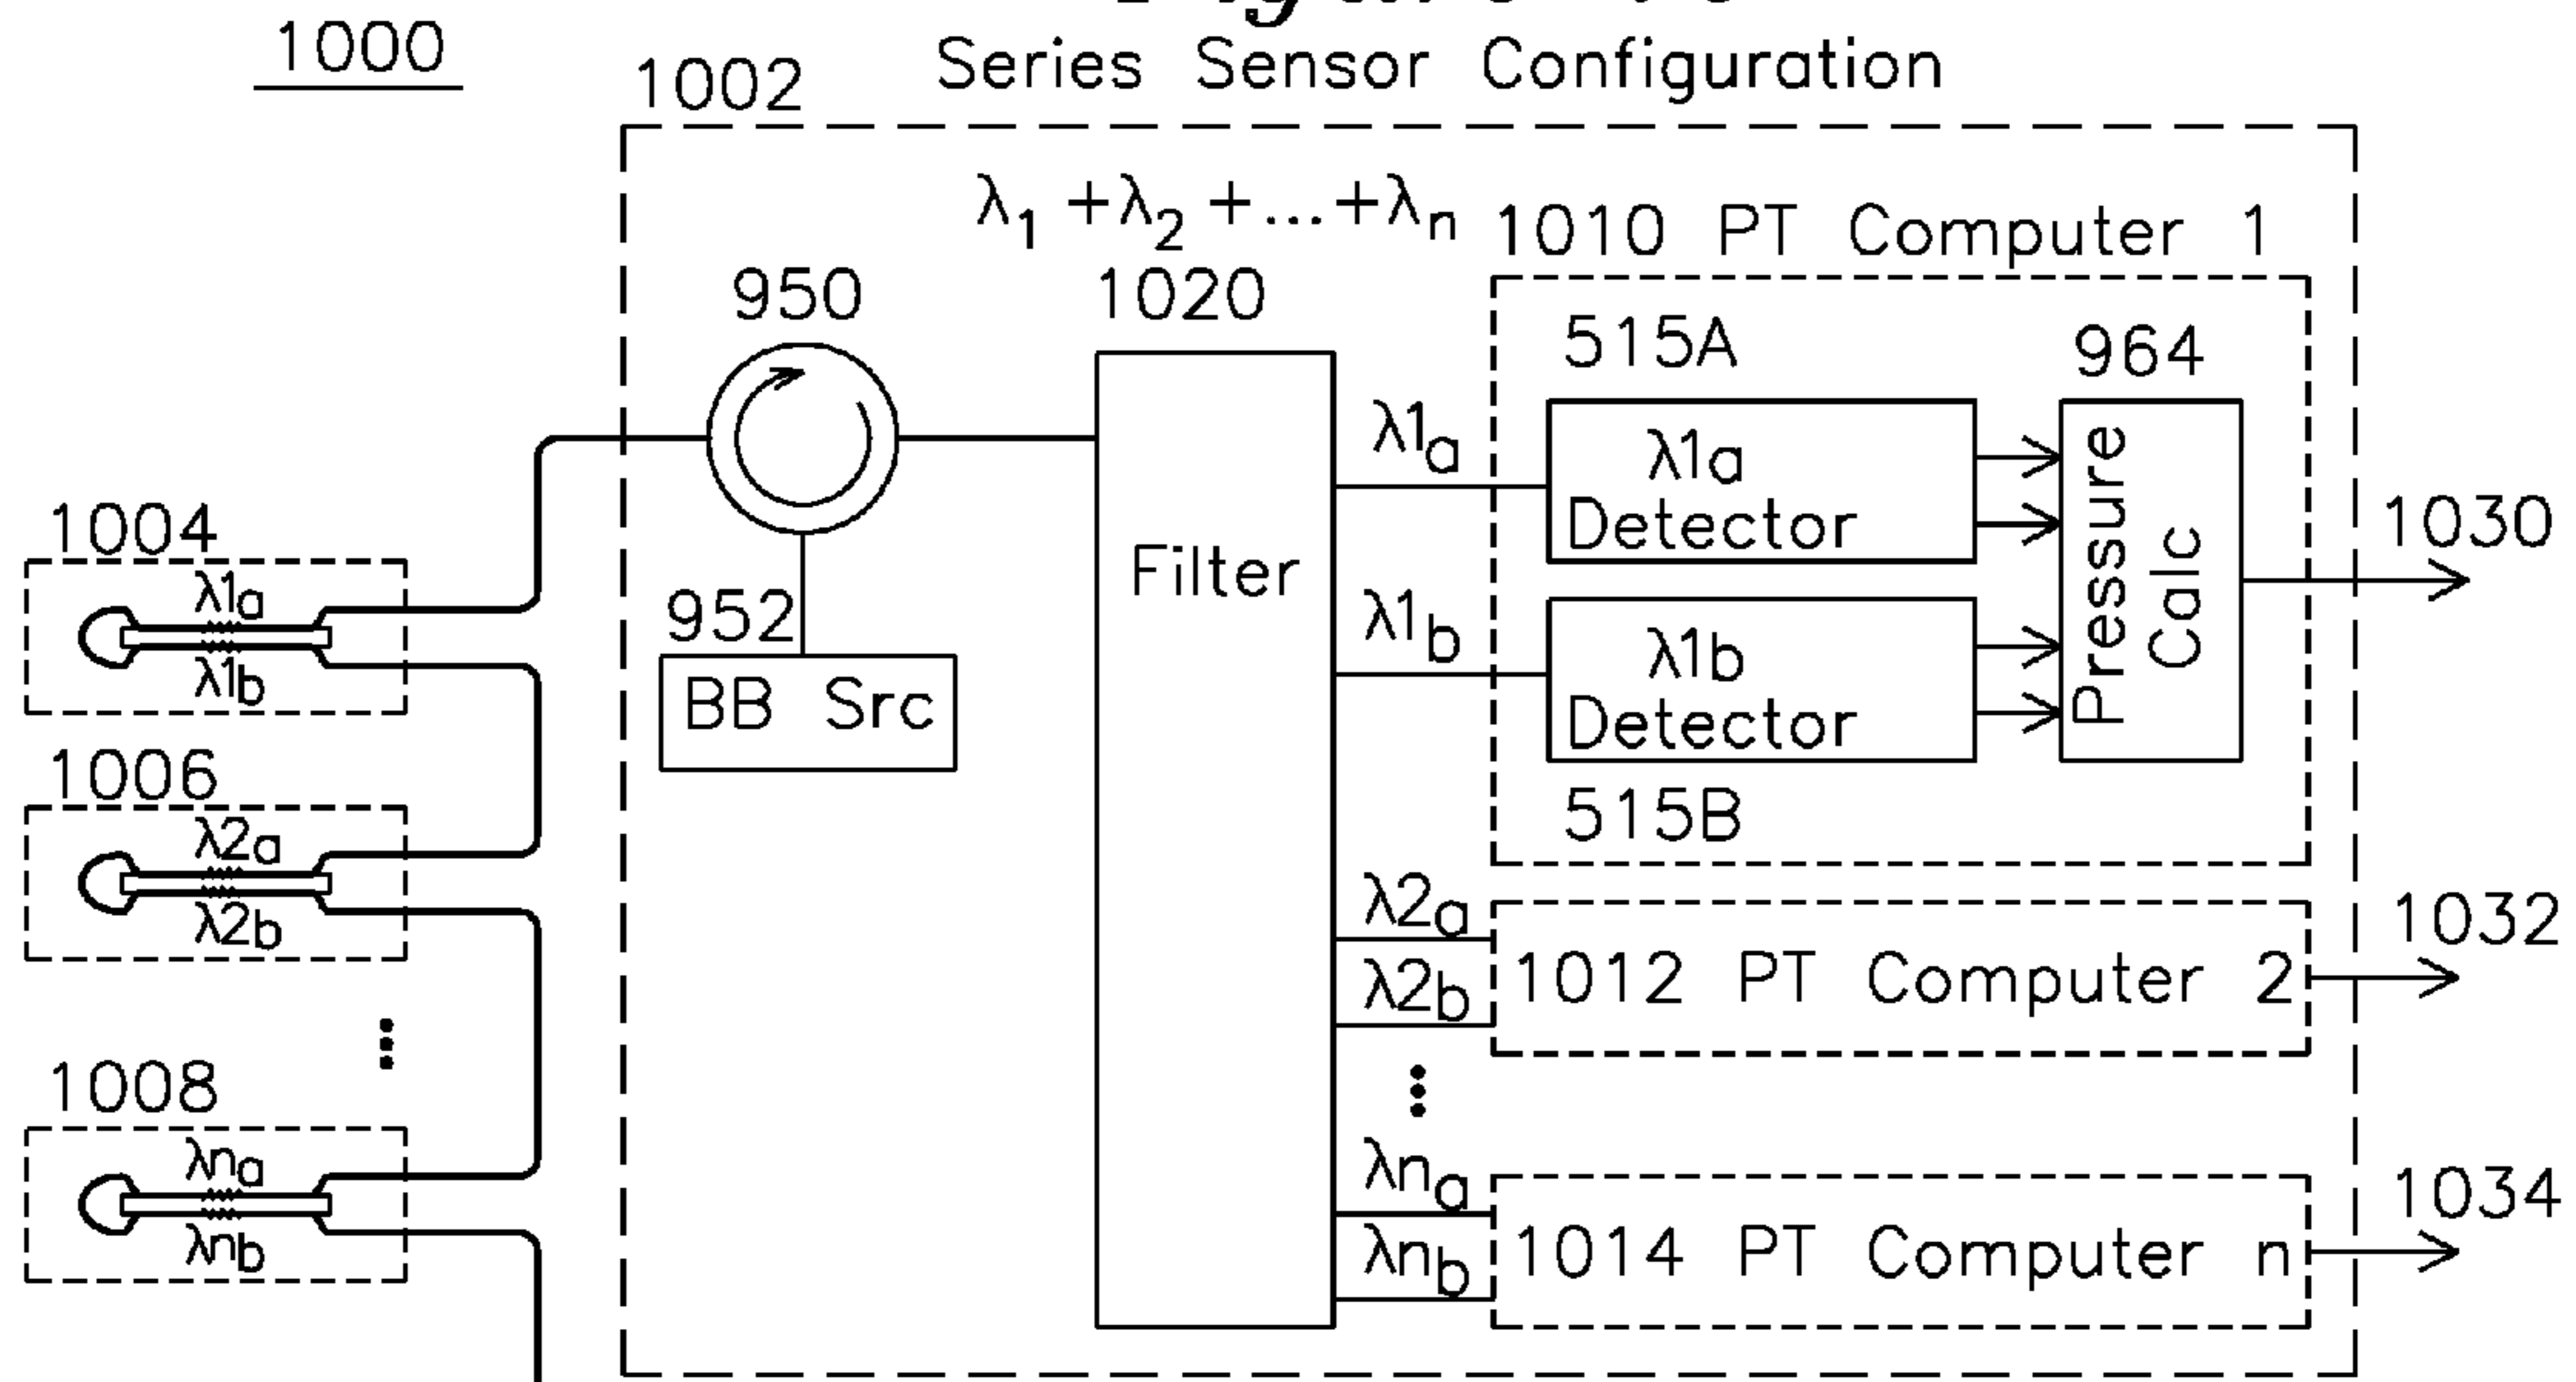 1000
Series Sensor Configuration
1002
λ1 +λ2 +...+λn
1010 PT Computer 1
950
1020
515A
964
λ1a
λ1a
Detector
Pressure
Calc
1030
1004
λ1a
λ1b
Filter
952
BB Src
λ1b
λ1b
Detector
515B
1006
λ2a
λ2b
λ2a
λ2b
1012 PT Computer 2
1032
1008
λna
λnb
λna
λnb
1014 PT Computer n
1034